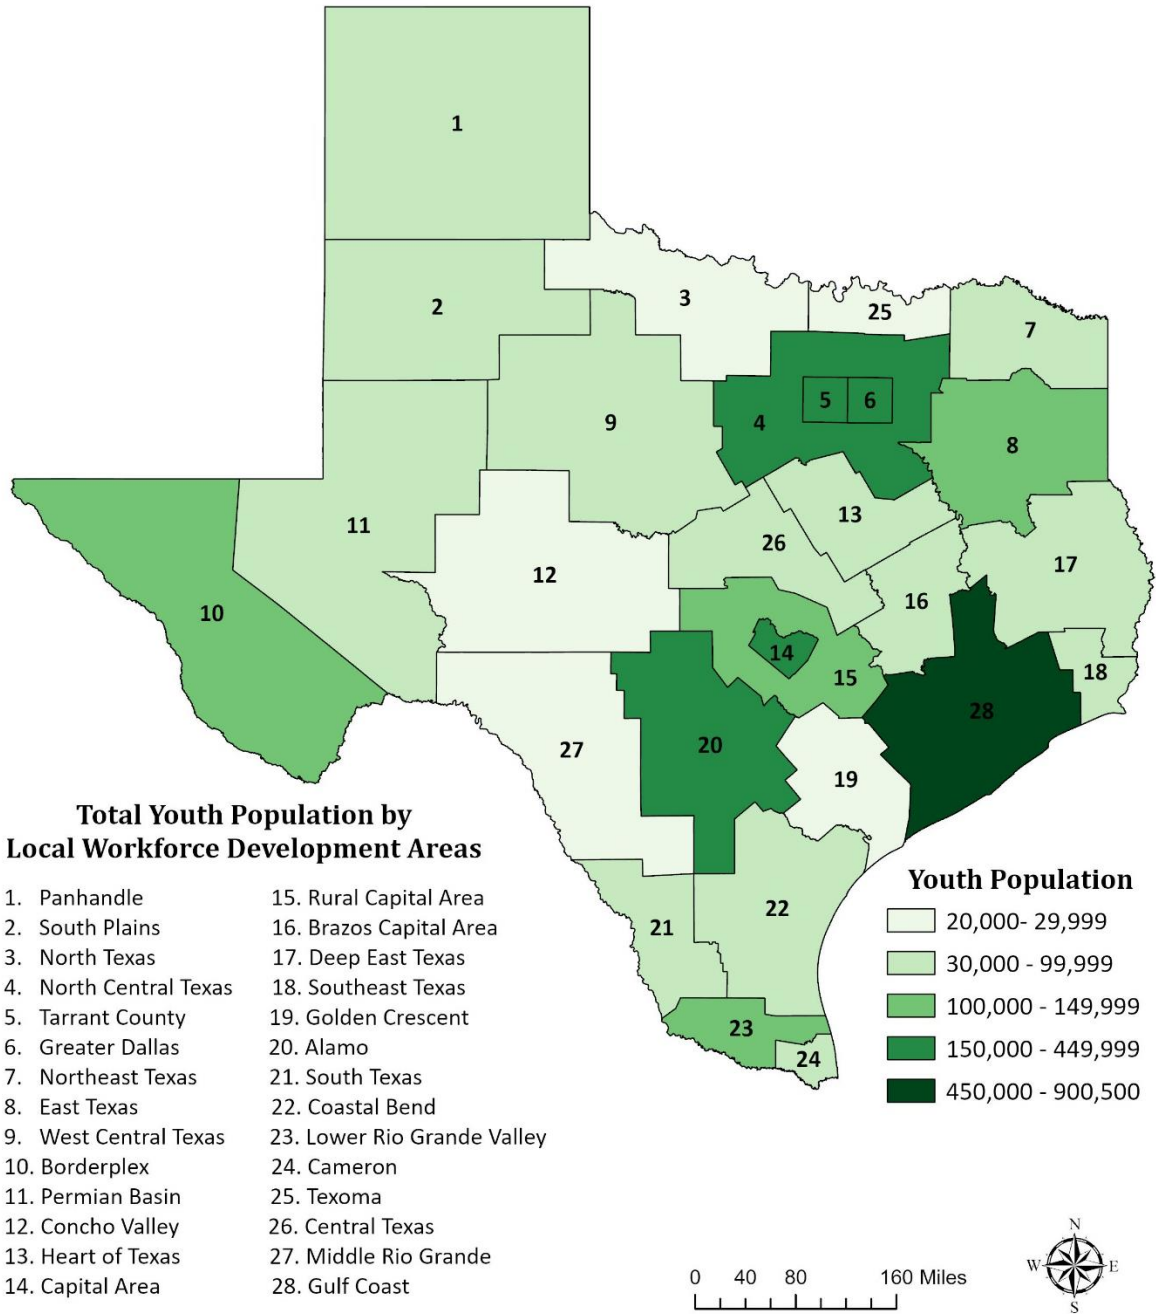 1
2
3
25
7
5
6
4
9
8
11
13
26
12
17
16
10
14
15
18
28
20
27
19
22
21
23
24
Total Youth Population by
Local Workforce Development Areas
1. Panhandle
2. South Plains
3. North Texas
4. North Central Texas
5. Tarrant County
6. Greater Dallas
7. Northeast Texas
8. East Texas
9. West Central Texas
10. Borderplex
11. Permian Basin
12. Concho Valley
13. Heart of Texas
14. Capital Area
15. Rural Capital Area
16. Brazos Capital Area
17. Deep East Texas
18. Southeast Texas
19. Golden Crescent
20. Alamo
21. South Texas
22. Coastal Bend
23. Lower Rio Grande Valley
24. Cameron
25. Texoma
26. Central Texas
27. Middle Rio Grande
28. Gulf Coast
Youth Population
20,000- 29,999
30,000 - 99,999
100,000 - 149,999
150,000 - 449,999
450,000 - 900,500
0 40 80 160 Miles
N
W E
S